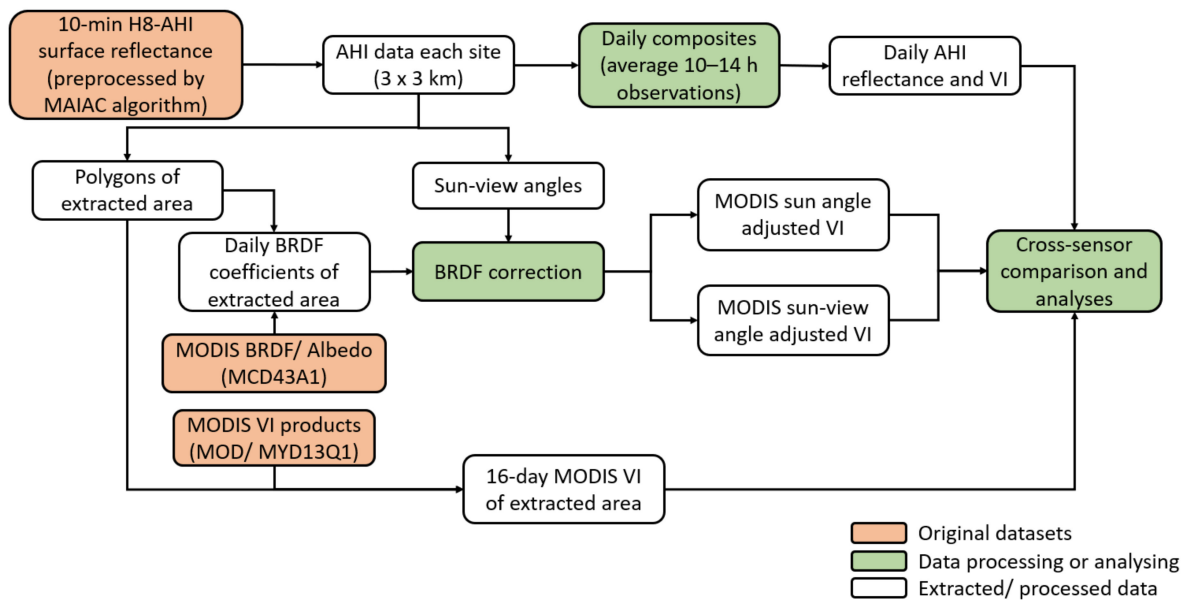 10-min H8-AHI
surface reflectance
(preprocessed by
MAIAC algorithm)
AHI data each site
(3 x 3 km)
Daily composites
(average 10–14 h
observations)
Daily AHI
reflectance and VI
Polygons of
extracted area
Sun-view angles
Daily BRDF
coefficients of
extracted area
BRDF correction
MODIS sun angle
adjusted VI
MODIS sun-view
angle adjusted VI
Cross-sensor
comparison and
analyses
MODIS BRDF/ Albedo
(MCD43A1)
MODIS VI products
(MOD/ MYD13Q1)
16-day MODIS VI
of extracted area
Original datasets
Data processing or analysing
Extracted/ processed data